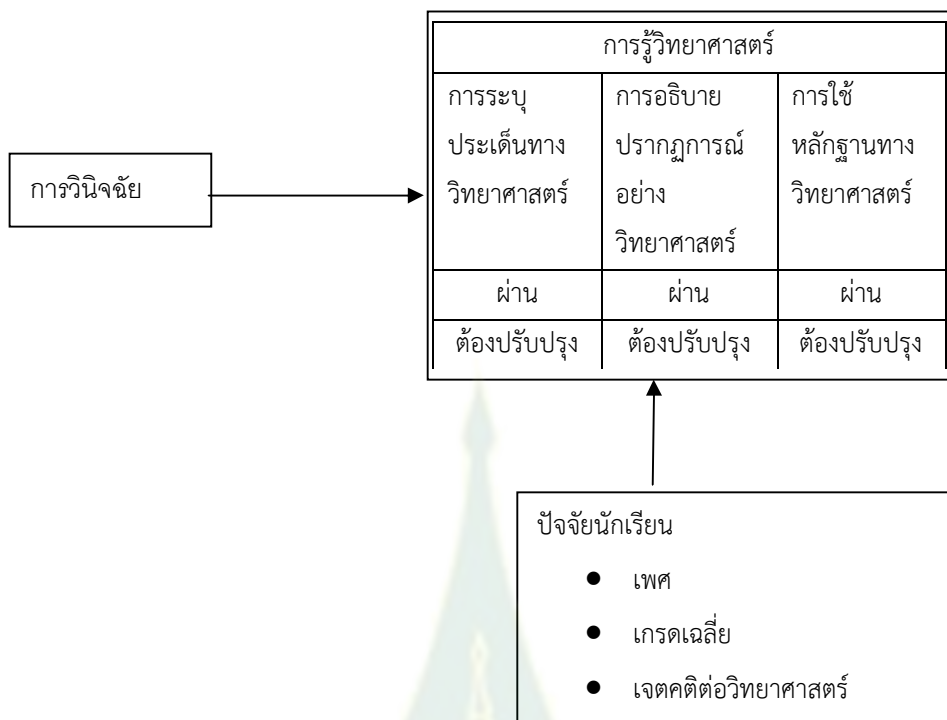 การรู้วิทยาศาสตร์
การระบุ
ประเด็นทาง
วิทยาศาสตร์
การอธิบาย
ปรากฏการณ์
อย่าง
วิทยาศาสตร์
การใช้
หลักฐานทาง
วิทยาศาสตร์
ผ่าน ผ่าน ผ่าน
ต้องปรับปรุง ต้องปรับปรุง ต้องปรับปรุง
การวินิจฉัย
ปัจจัยนักเรียน
● เพศ
● เกรดเฉลี่ย
● เจตคติต่อวิทยาศาสตร์